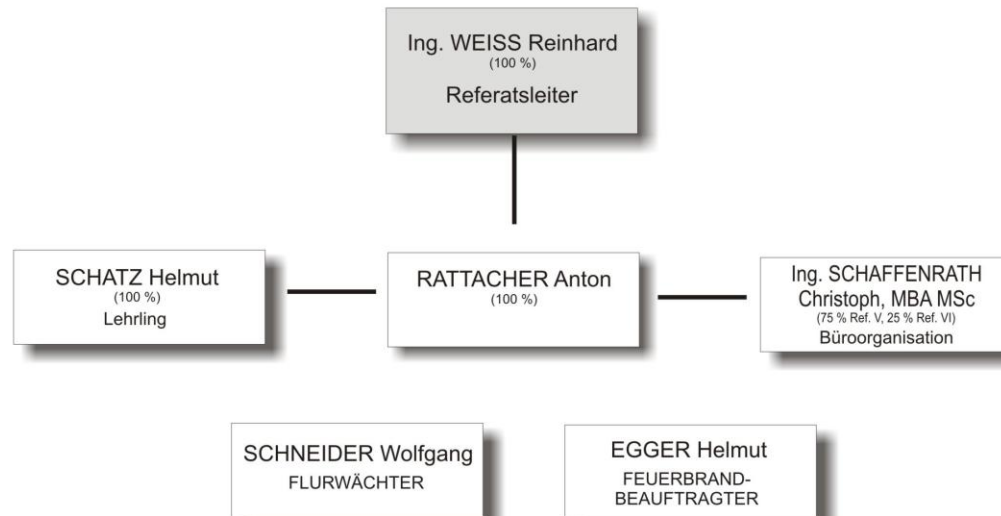 Ing. WEISS Reinhard
(100 %)
Referatsleiter
SCHATZ Helmut
(100 %)
Lehrling
RATTACHER Anton
(100 %)
Ing. SCHAFFENRATH
Christoph, MBA MSc
(75 % Ref. V, 25 % Ref. VI)
Büroorganisation
SCHNEIDER Wolfgang
FLURWÄCHTER
EGGER Helmut
FEUERBRAND-
BEAUFTRAGTER